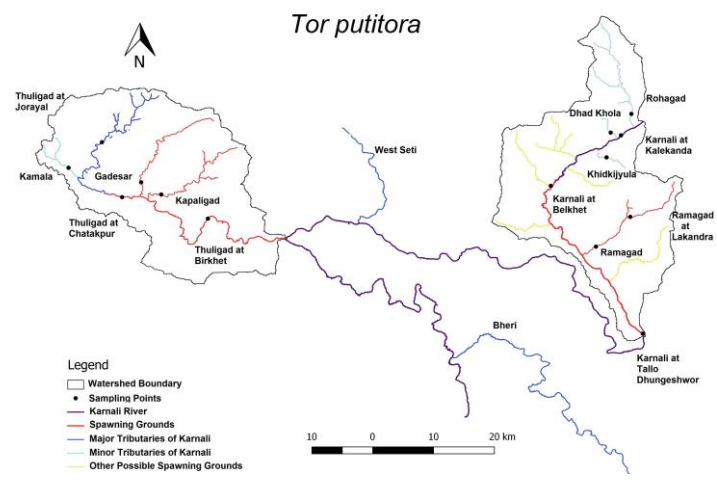 Tor putitora
N
Thuligad at
Jorayal
Kamala
Gadesar
Kapaligad
Thuligad at
Chatakpur
Thuligad at
Birkhet
West Seti
Bheri
Dhad Khola
Rohagad
Karnali at
Kalekanda
Khidkijyula
Karnali at
Belkhet
Ramagad
at
Lakandra
Ramagad
Karnali at
Tallo
Dhungeshwor
Legend
Watershed Boundary
Sampling Points
Karnali River
Spawning Grounds
Major Tributaries of Karnali
Minor Tributaries of Karnali
Other Possible Spawning Grounds
10 0 10 20 km